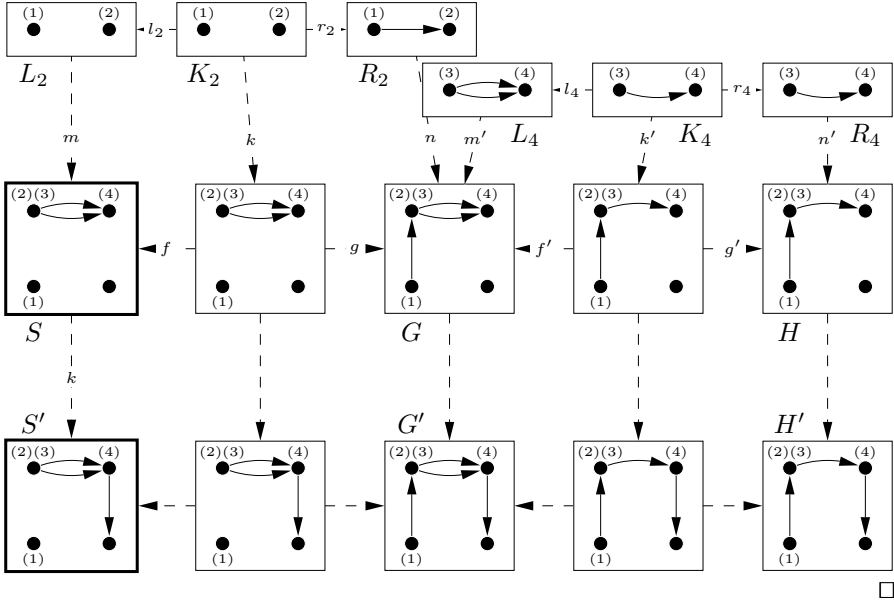 (1) (2) l₂ (1) (2) r₂ (1) (2)
L₂ K₂ R₂
(3) (4) l₄ (3) (4) r₄ (3) (4)
L₄ K₄ R₄
m k n m′ k′ n′
(2)(3) (4) (2)(3) (4) (2)(3) (4) (2)(3) (4) (2)(3) (4)
f g f′ g′
(1) (1) (1) (1) (1)
S G H
k
S′ G′ H′
(2)(3) (4) (2)(3) (4) (2)(3) (4) (2)(3) (4) (2)(3) (4)
(1) (1) (1) (1) (1)